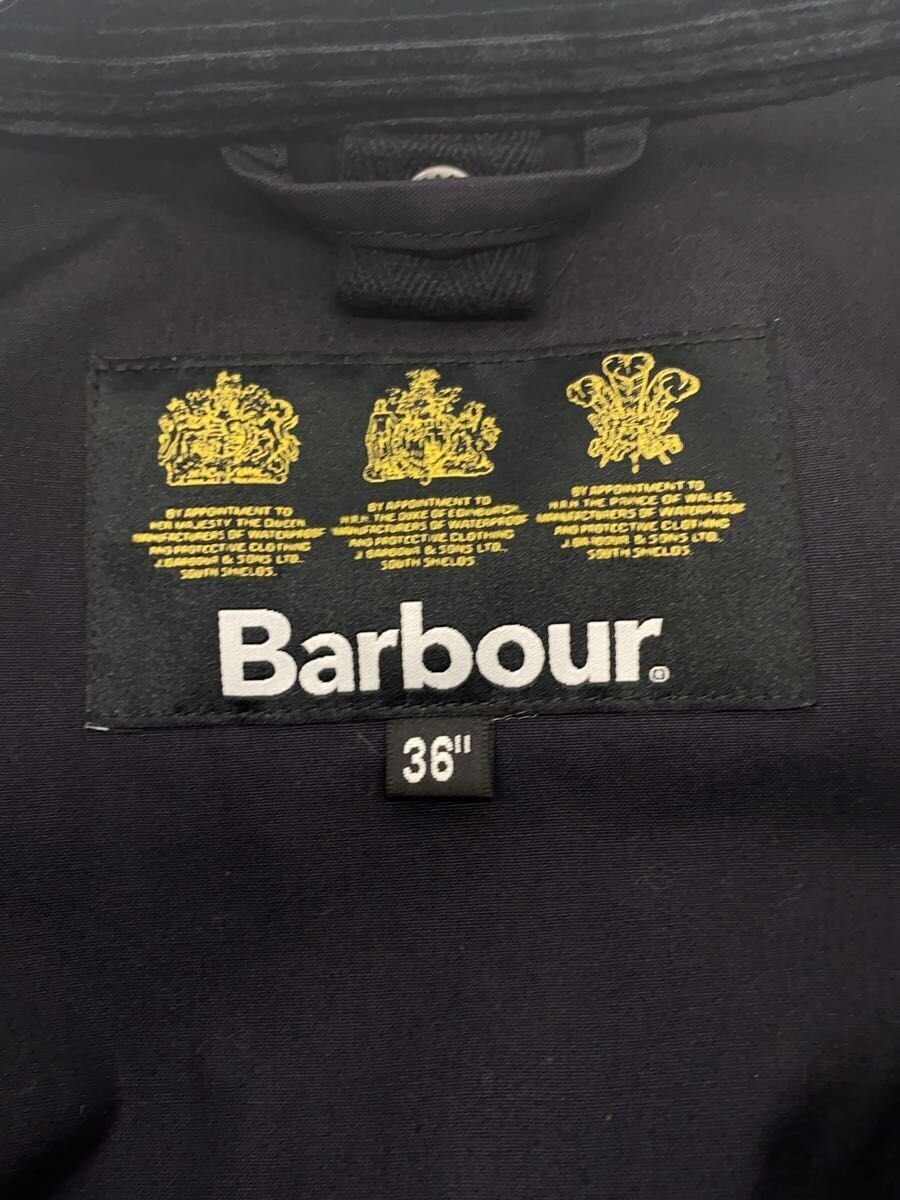 BY APPOINTMENT TO
HER MAJESTY THE QUEEN
MANUFACTURERS OF WATERPROOF
AND PROTECTIVE CLOTHING
J.BARBOUR & SONS LTD.,
SOUTH SHIELDS.
BY APPOINTMENT TO
H.R.H. THE DUKE OF EDINBURGH
MANUFACTURERS OF WATERPROOF
AND PROTECTIVE CLOTHING
J.BARBOUR & SONS LTD.,
SOUTH SHIELDS.
BY APPOINTMENT TO
H.R.H. THE PRINCE OF WALES.
MANUFACTURERS OF WATERPROOF
AND PROTECTIVE CLOTHING
J.BARBOUR & SONS LTD.,
SOUTH SHIELDS.
Barbour®
36"